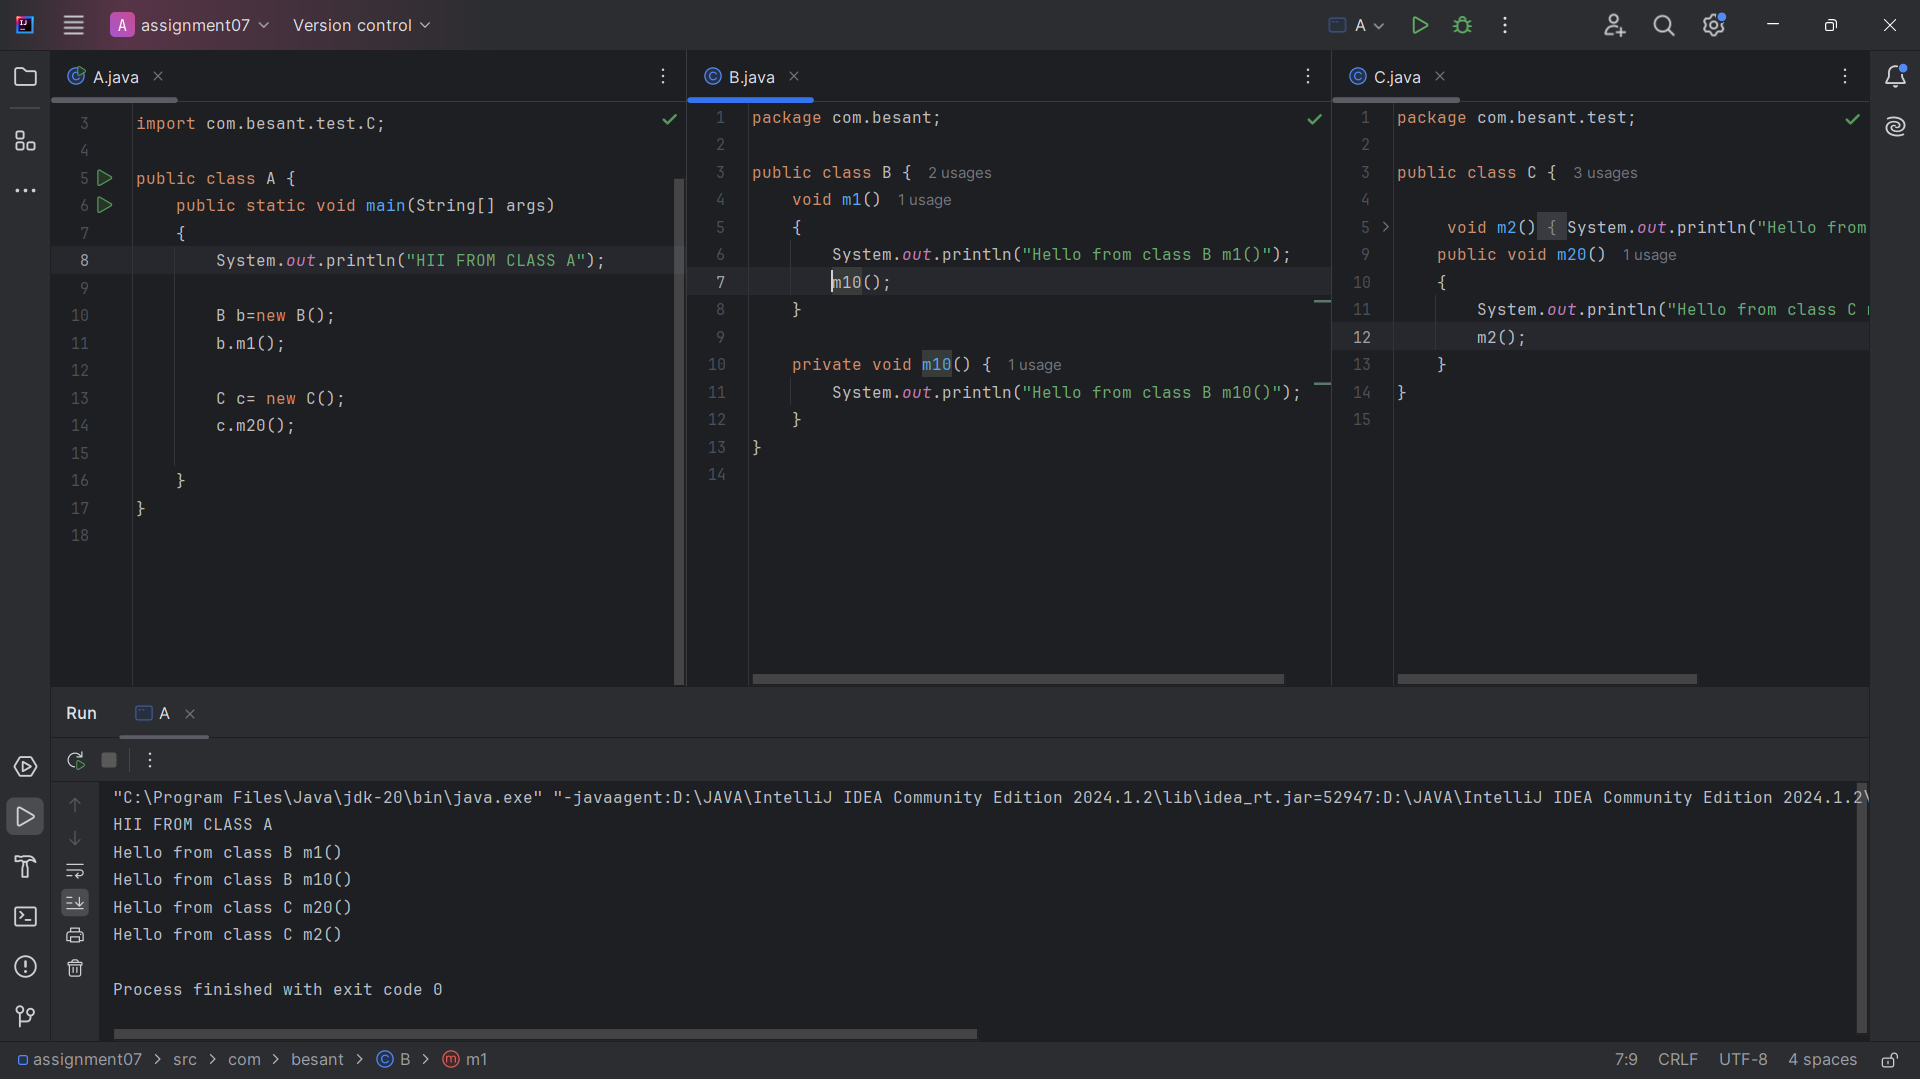 A assignment07 Version control A
A.java
3 import com.besant.test.C;
4
5 public class A {
6 public static void main(String[] args)
7 {
8 System.out.println("HII FROM CLASS A");
9
10 B b=new B();
11 b.m1();
12
13 C c= new C();
14 c.m20();
15
16 }
17 }
18
B.java
1 package com.besant;
2
3 public class B { 2 usages
4 void m1() 1 usage
5 {
6 System.out.println("Hello from class B m1()");
7 m10();
8 }
9
10 private void m10() { 1 usage
11 System.out.println("Hello from class B m10()");
12 }
13 }
14
C.java
1 package com.besant.test;
2
3 public class C { 3 usages
4
5 void m2() { System.out.println("Hello from
9 public void m20() 1 usage
10 {
11 System.out.println("Hello from class C
12 m2();
13 }
14 }
15
Run A
"C:\Program Files\Java\jdk-20\bin\java.exe" "-javaagent:D:\JAVA\IntelliJ IDEA Community Edition 2024.1.2\lib\idea_rt.jar=52947:D:\JAVA\IntelliJ IDEA Community Edition 2024.1.2\
HII FROM CLASS A
Hello from class B m1()
Hello from class B m10()
Hello from class C m20()
Hello from class C m2()
Process finished with exit code 0
assignment07 > src > com > besant > B > m1 7:9 CRLF UTF-8 4 spaces